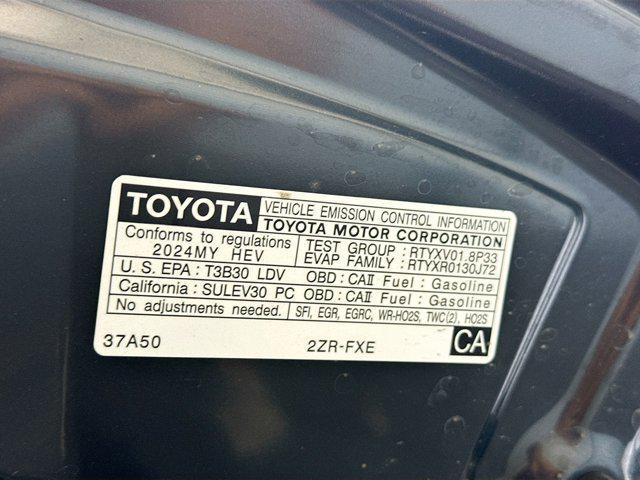 TOYOTA VEHICLE EMISSION CONTROL INFORMATION
TOYOTA MOTOR CORPORATION
Conforms to regulations
2024MY HEV
TEST GROUP : RTYXV01.8P33
EVAP FAMILY : RTYXR0130J72
U. S. EPA : T3B30 LDV OBD : CAII Fuel : Gasoline
California : SULEV30 PC OBD : CAII Fuel : Gasoline
No adjustments needed. SFI, EGR, EGRC, WR-HO2S, TWC(2), HO2S
37A50 2ZR-FXE CA